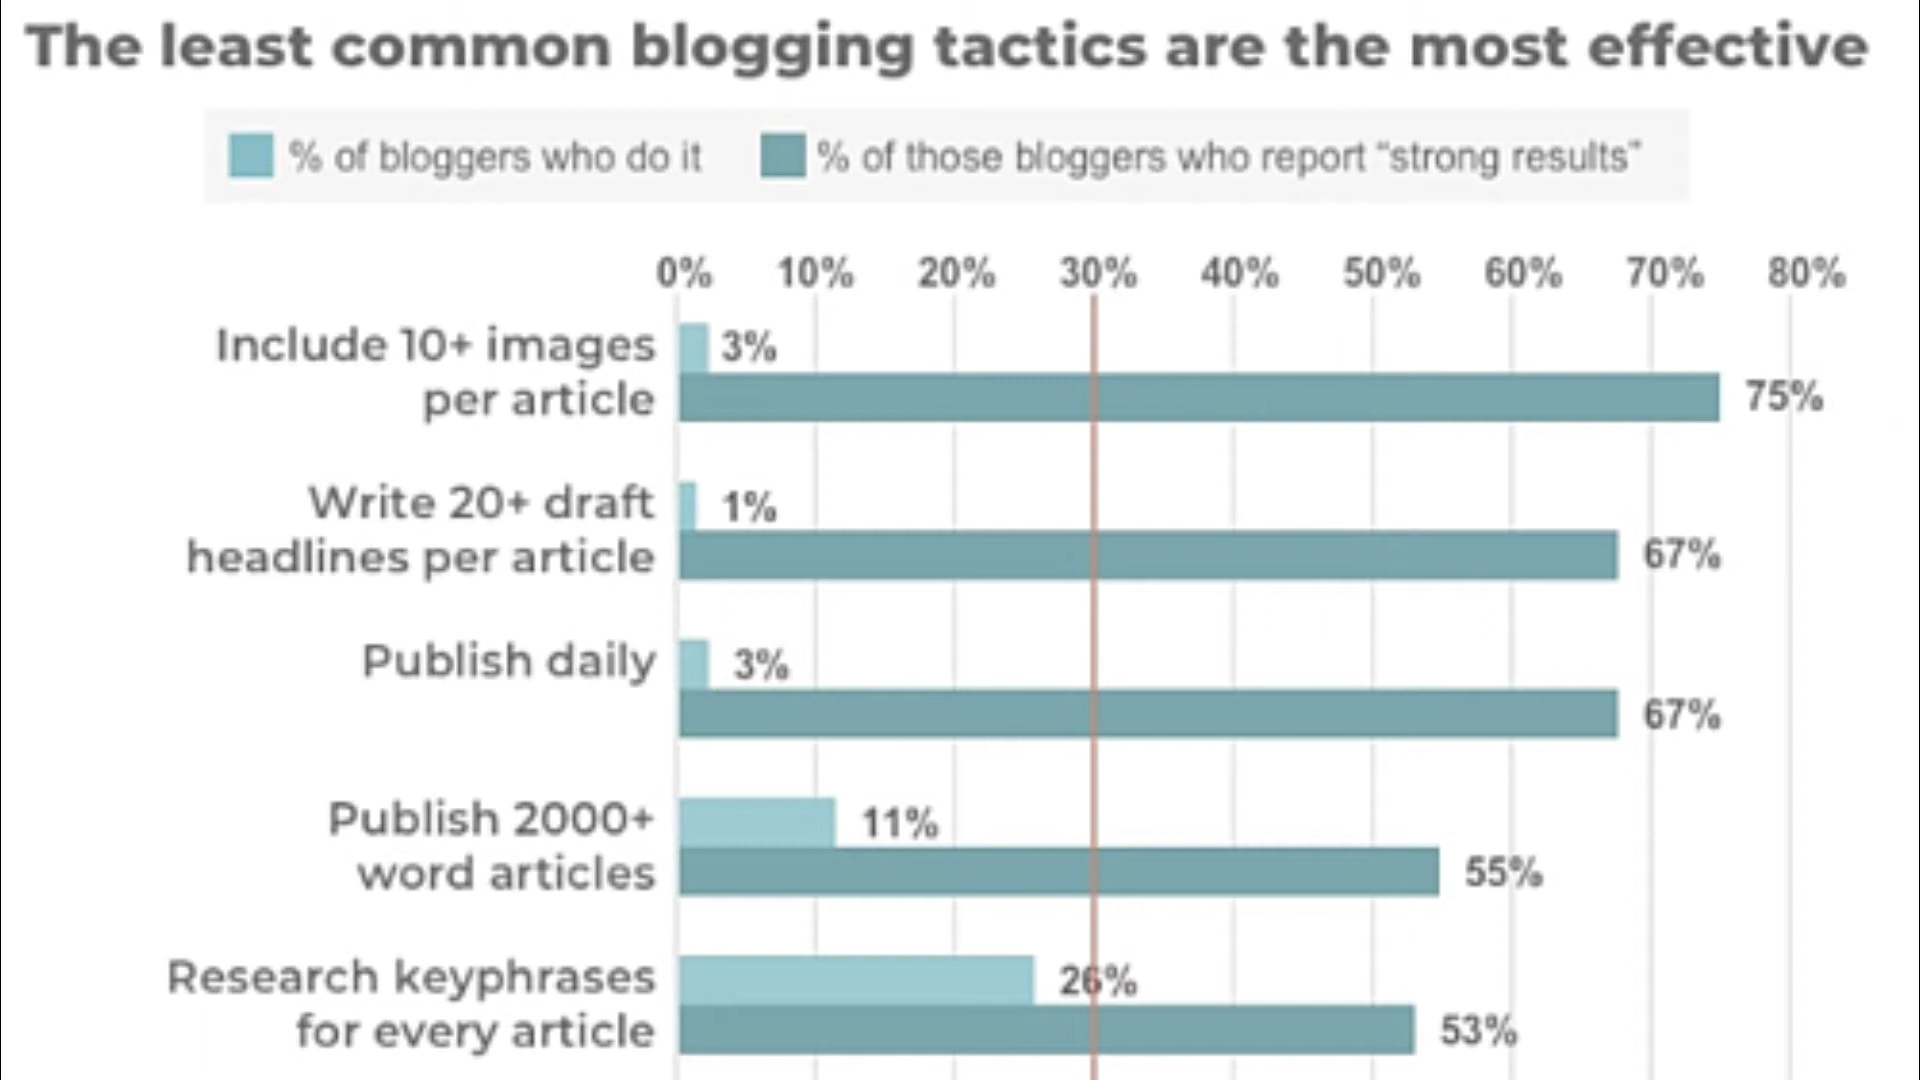 The least common blogging tactics are the most effective
% of bloggers who do it
% of those bloggers who report “strong results”
0% 10% 20% 30% 40% 50% 60% 70% 80%
Include 10+ images
per article
3%
75%
Write 20+ draft
headlines per article
1%
67%
Publish daily
3%
67%
Publish 2000+
word articles
11%
55%
Research keyphrases
for every article
26%
53%